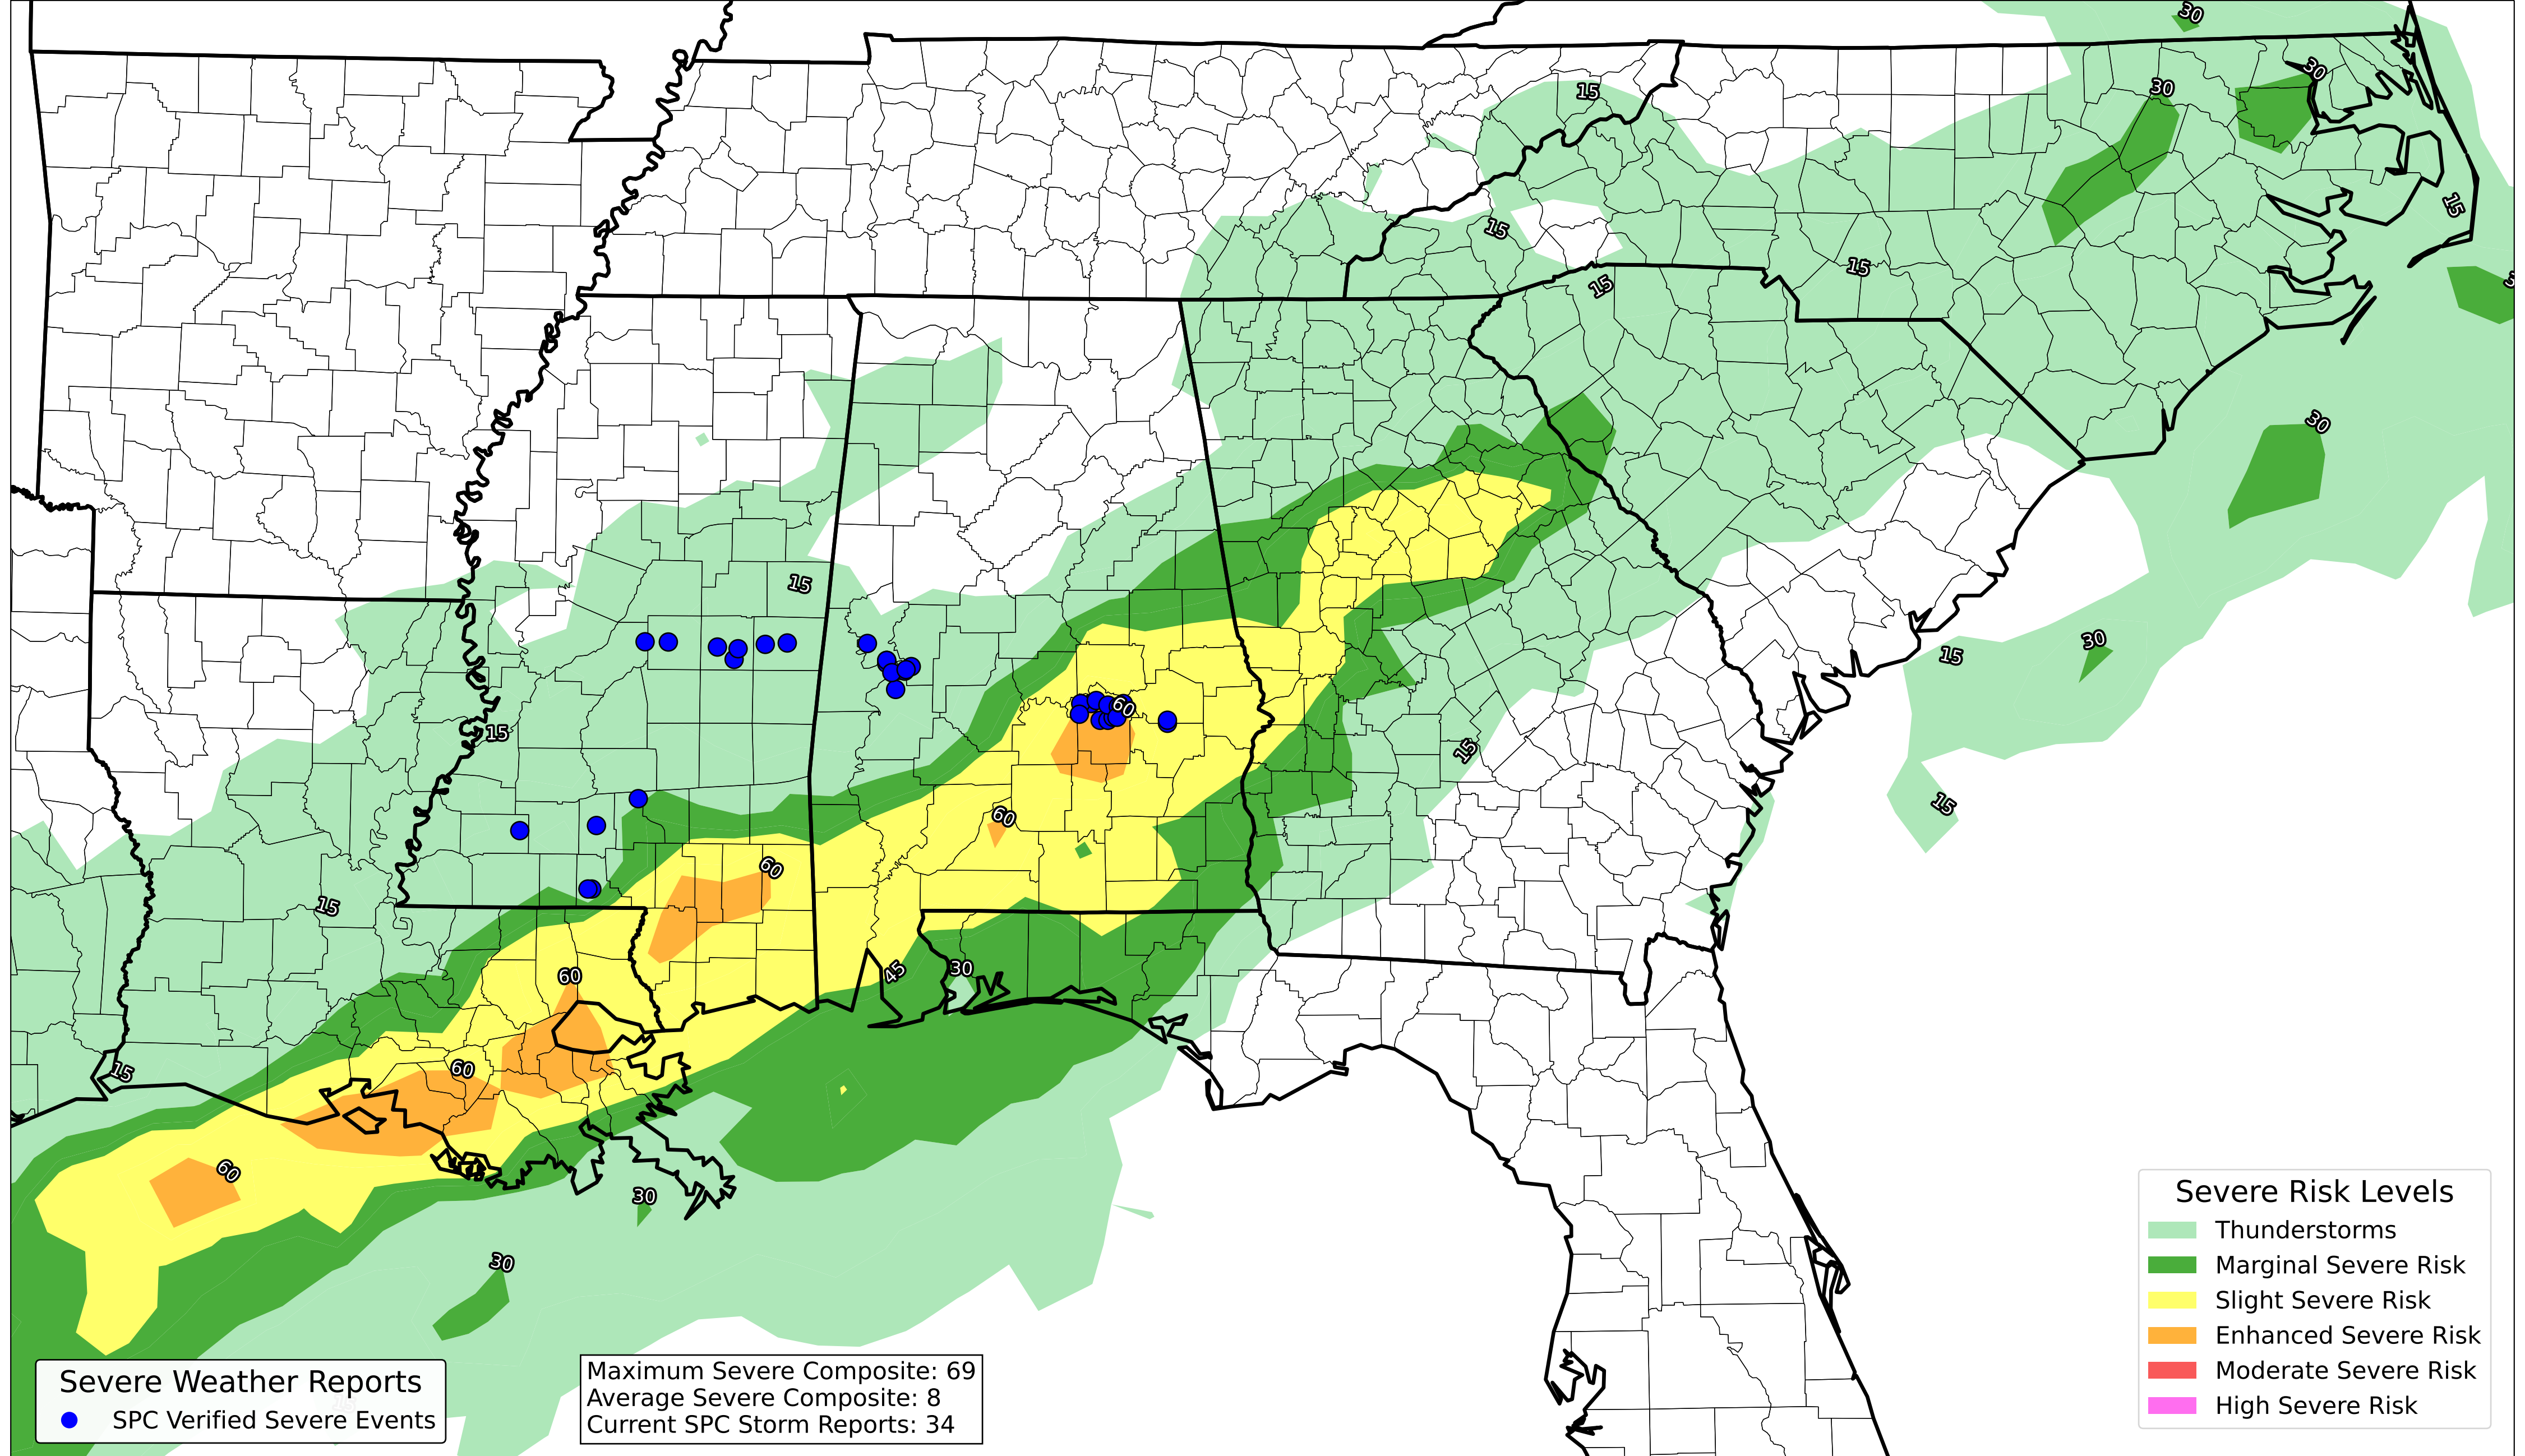 30
30
30
15
15
15
15
15
30
15
60
15
30
15
15
60
60
15
15
60
45
30
60
60
15
60
30
30
Severe Risk Levels
Thunderstorms
Marginal Severe Risk
Slight Severe Risk
Enhanced Severe Risk
Moderate Severe Risk
High Severe Risk
Severe Weather Reports
SPC Verified Severe Events
Maximum Severe Composite: 69
Average Severe Composite: 8
Current SPC Storm Reports: 34